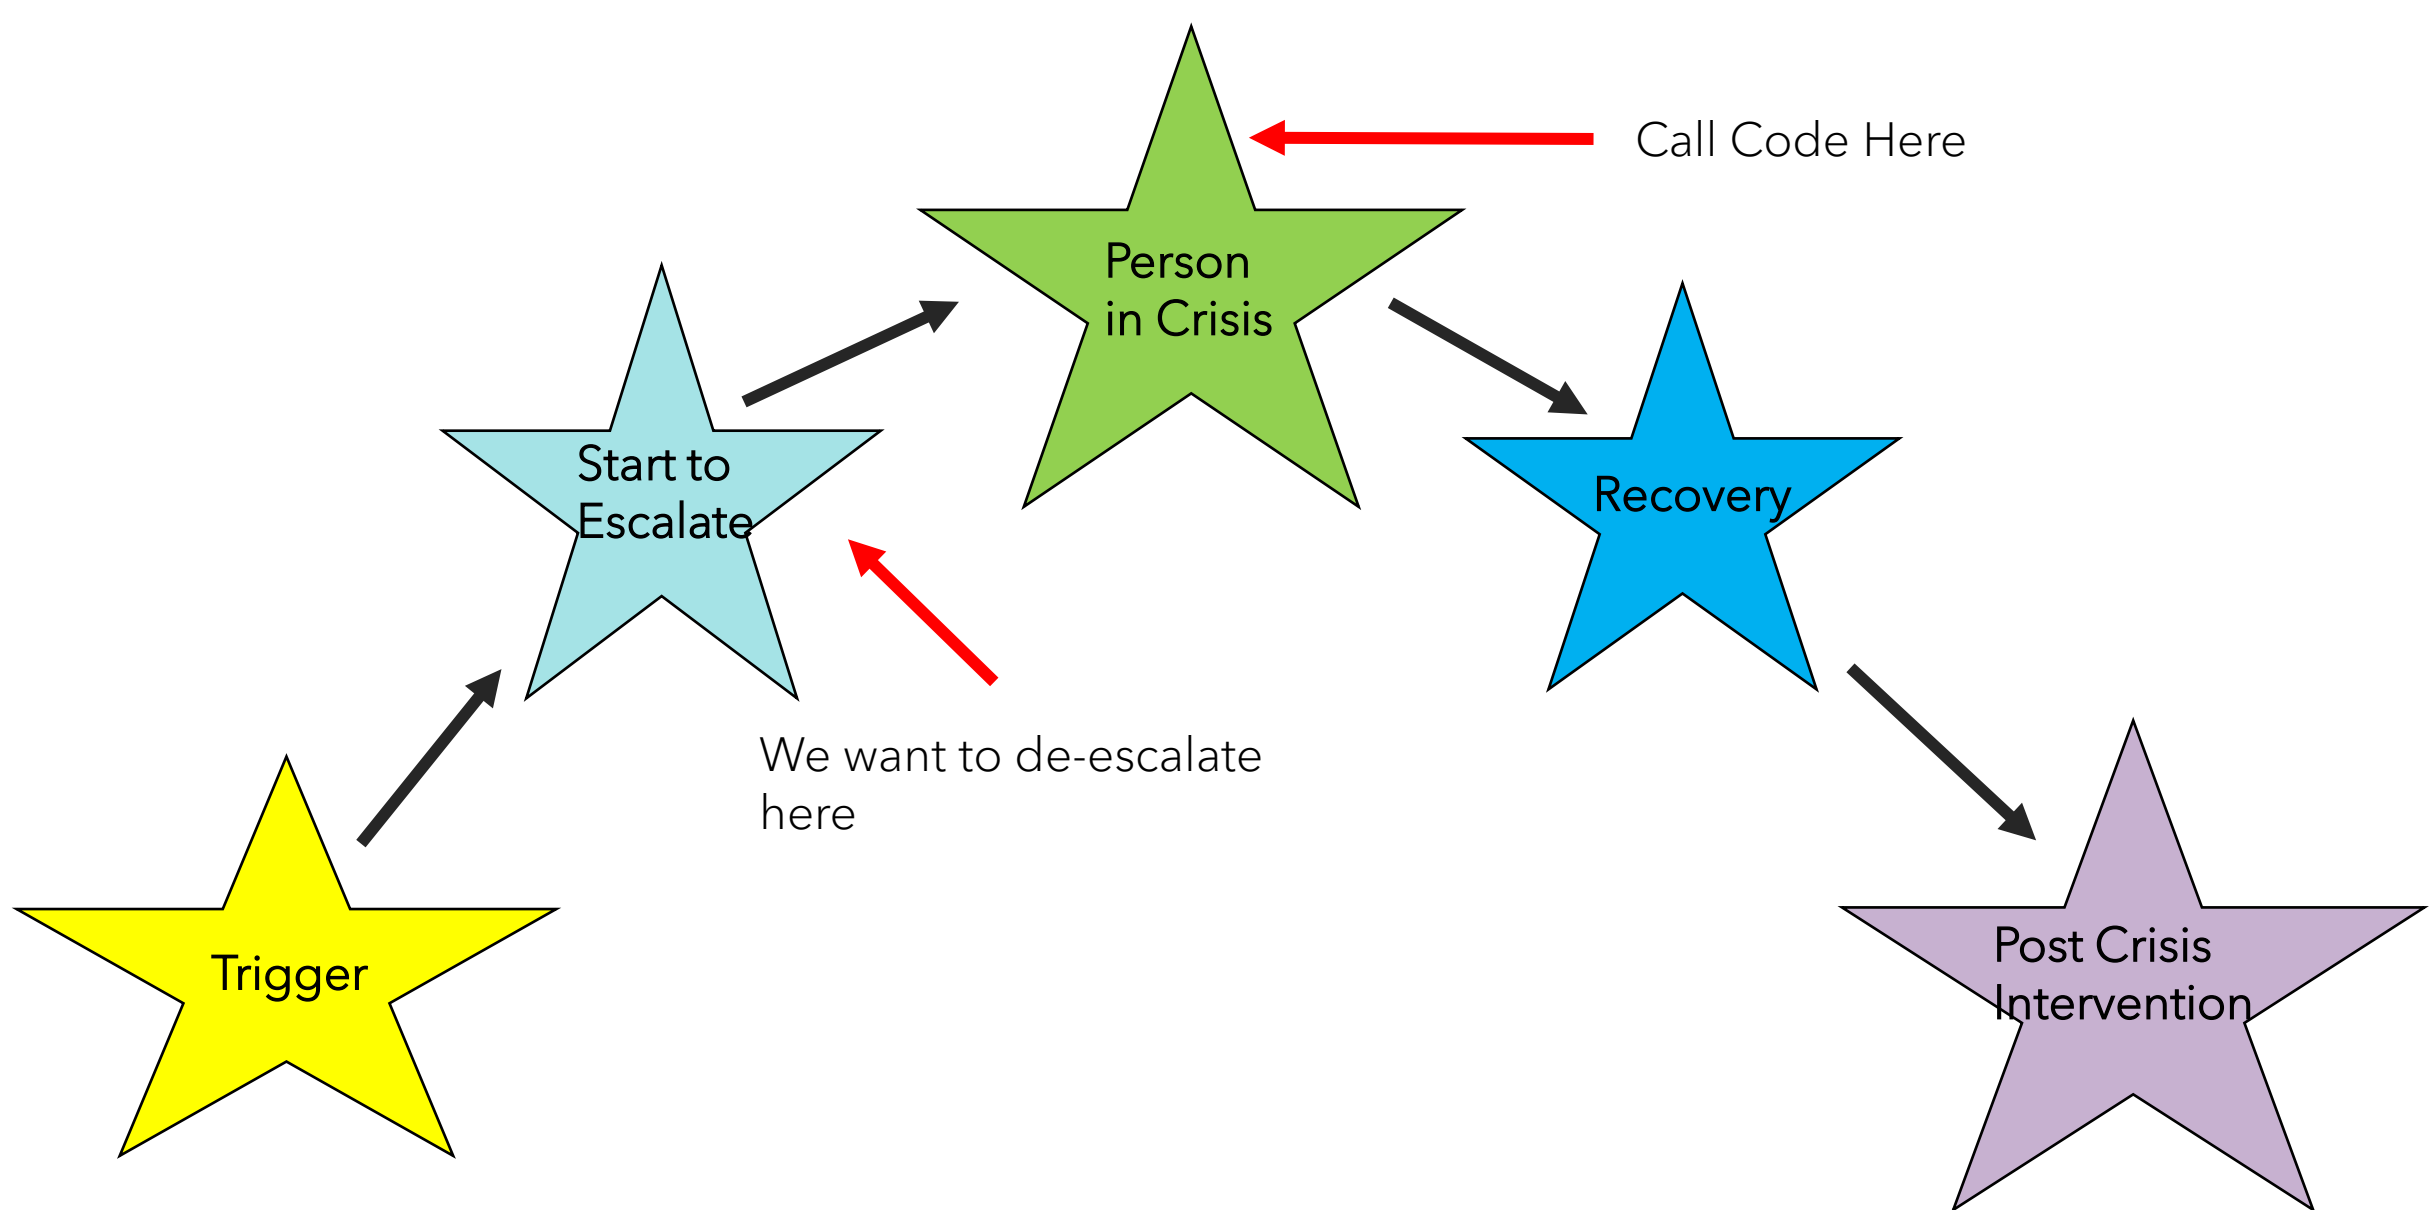 Call Code Here
Person
in Crisis
Start to
Escalate
Recovery
We want to de-escalate
here
Trigger
Post Crisis
Intervention